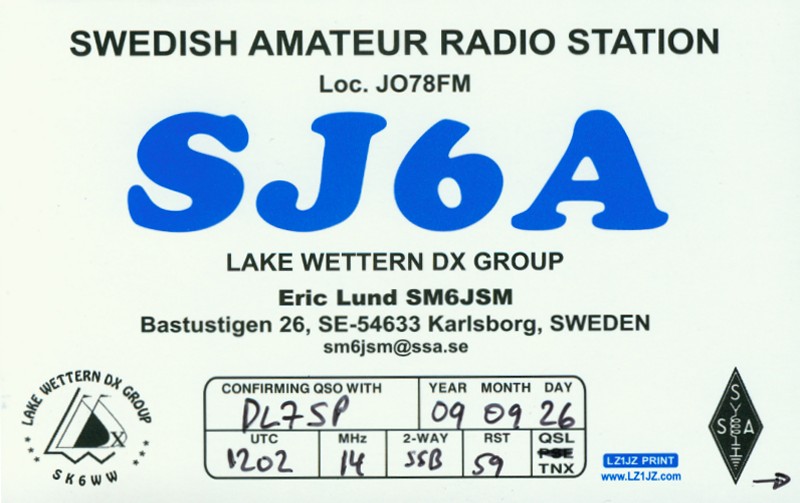 SWEDISH AMATEUR RADIO STATION
Loc. JO78FM
SJ6A
LAKE WETTERN DX GROUP
Eric Lund SM6JSM
Bastustigen 26, SE-54633 Karlsborg, SWEDEN
sm6jsm@ssa.se
LAKE WETTERN DX GROUP
DX
SK6WW
CONFIRMING QSO WITH YEAR MONTH DAY
DL7SP 09 09 26
UTC MHz 2-WAY RST QSL
PSE
1202 14 SSB 59 TNX
LZ1JZ PRINT
www.LZ1JZ.com
S
S A